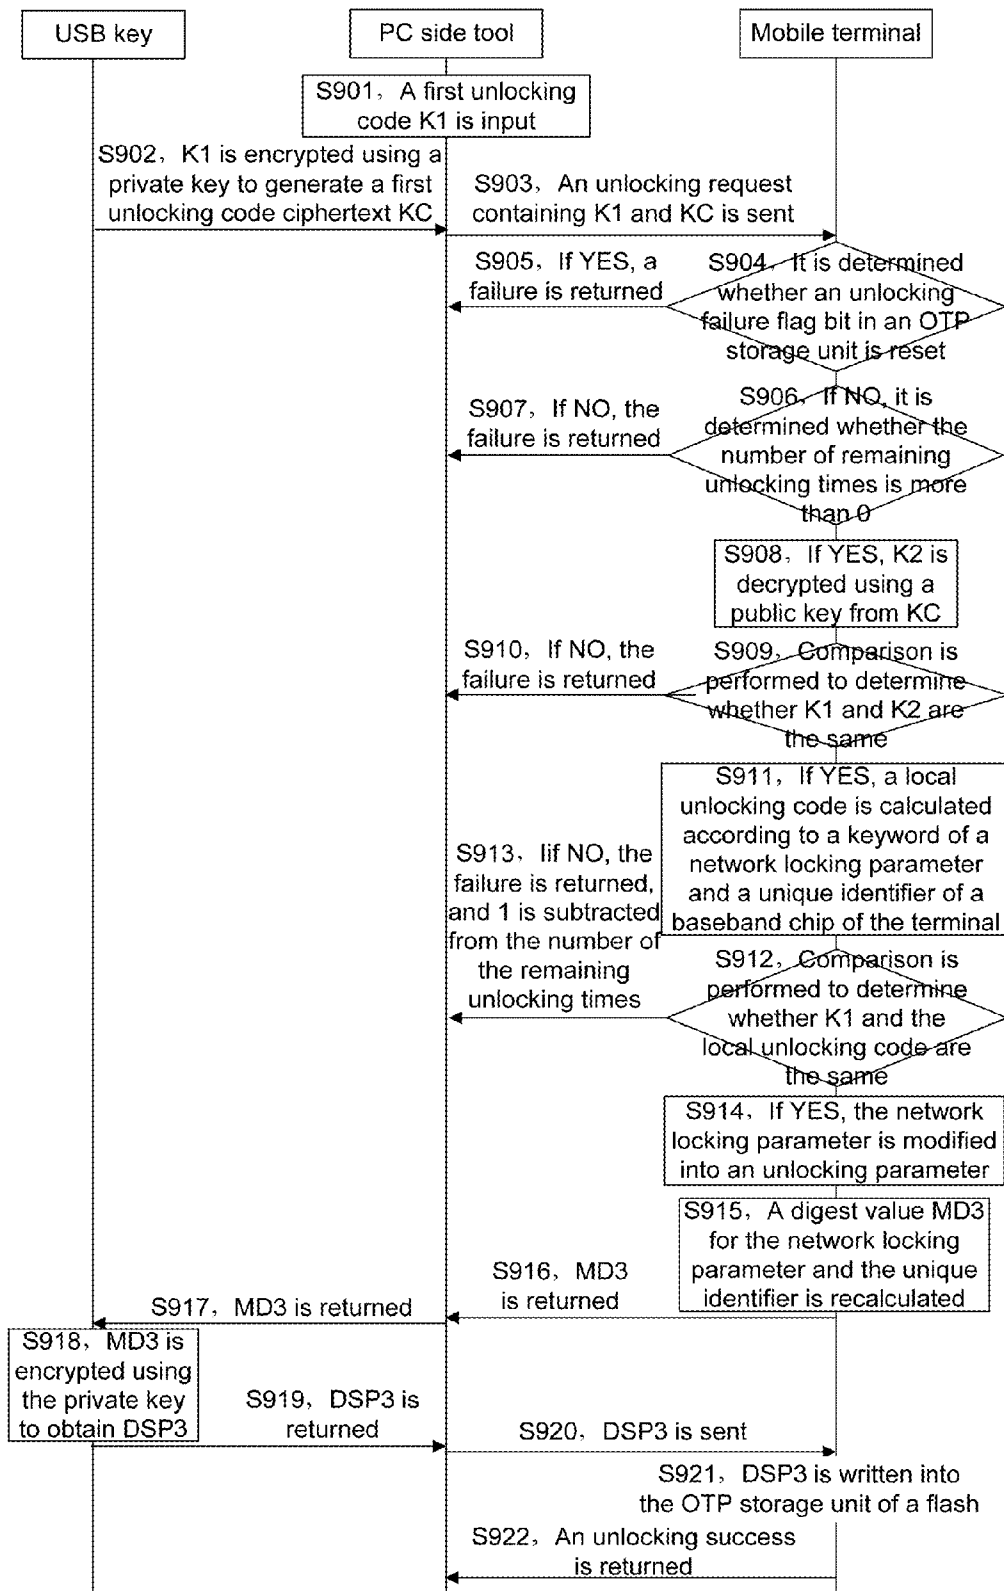 USB key
PC side tool
Mobile terminal
S901，A first unlocking
code K1 is input
S902，K1 is encrypted using a
private key to generate a first
unlocking code ciphertext KC
S903，An unlocking request
containing K1 and KC is sent
S904，It is determined
whether an unlocking
failure flag bit in an OTP
storage unit is reset
S905，If YES, a
failure is returned
S906，If NO, it is
determined whether the
number of remaining
unlocking times is more
than 0
S907，If NO, the
failure is returned
S908，If YES, K2 is
decrypted using a
public key from KC
S909，Comparison is
performed to determine
whether K1 and K2 are
the same
S910，If NO, the
failure is returned
S911，If YES, a local
unlocking code is calculated
according to a keyword of a
network locking parameter
and a unique identifier of a
baseband chip of the terminal
S912，Comparison is
performed to determine
whether K1 and the
local unlocking code are
the same
S913，Iif NO, the
failure is returned,
and 1 is subtracted
from the number of
the remaining
unlocking times
S914，If YES, the network
locking parameter is modified
into an unlocking parameter
S915，A digest value MD3
for the network locking
parameter and the unique
identifier is recalculated
S916，MD3
is returned
S917，MD3 is returned
S918，MD3 is
encrypted using
the private key
to obtain DSP3
S919，DSP3 is
returned
S920，DSP3 is sent
S921，DSP3 is written into
the OTP storage unit of a flash
S922，An unlocking success
is returned